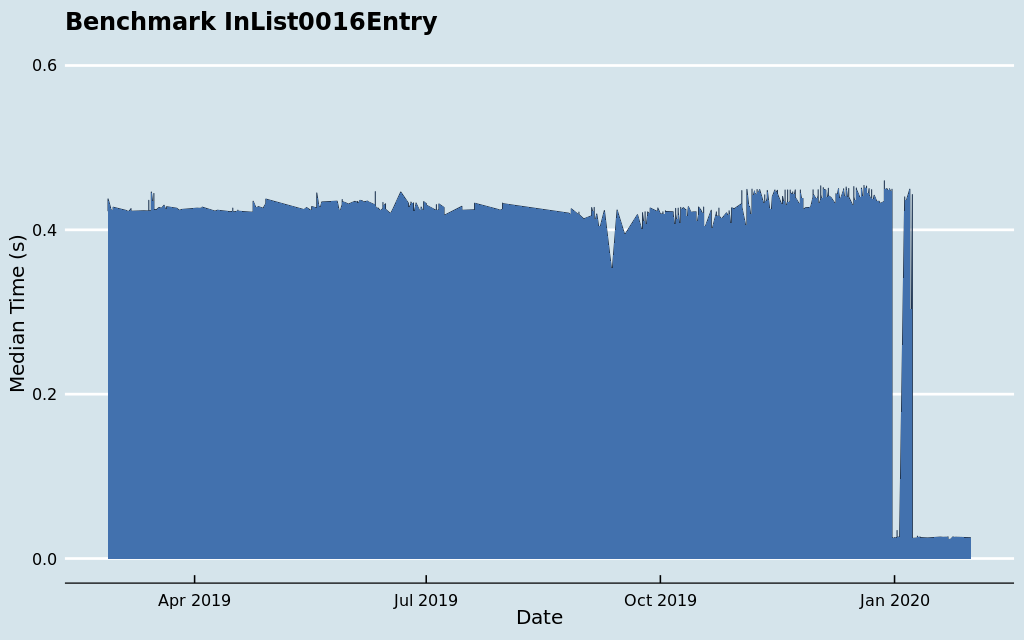 Benchmark InList0016Entry
0.6
0.4
0.2
0.0
Median Time (s)
Apr 2019
Jul 2019
Oct 2019
Jan 2020
Date